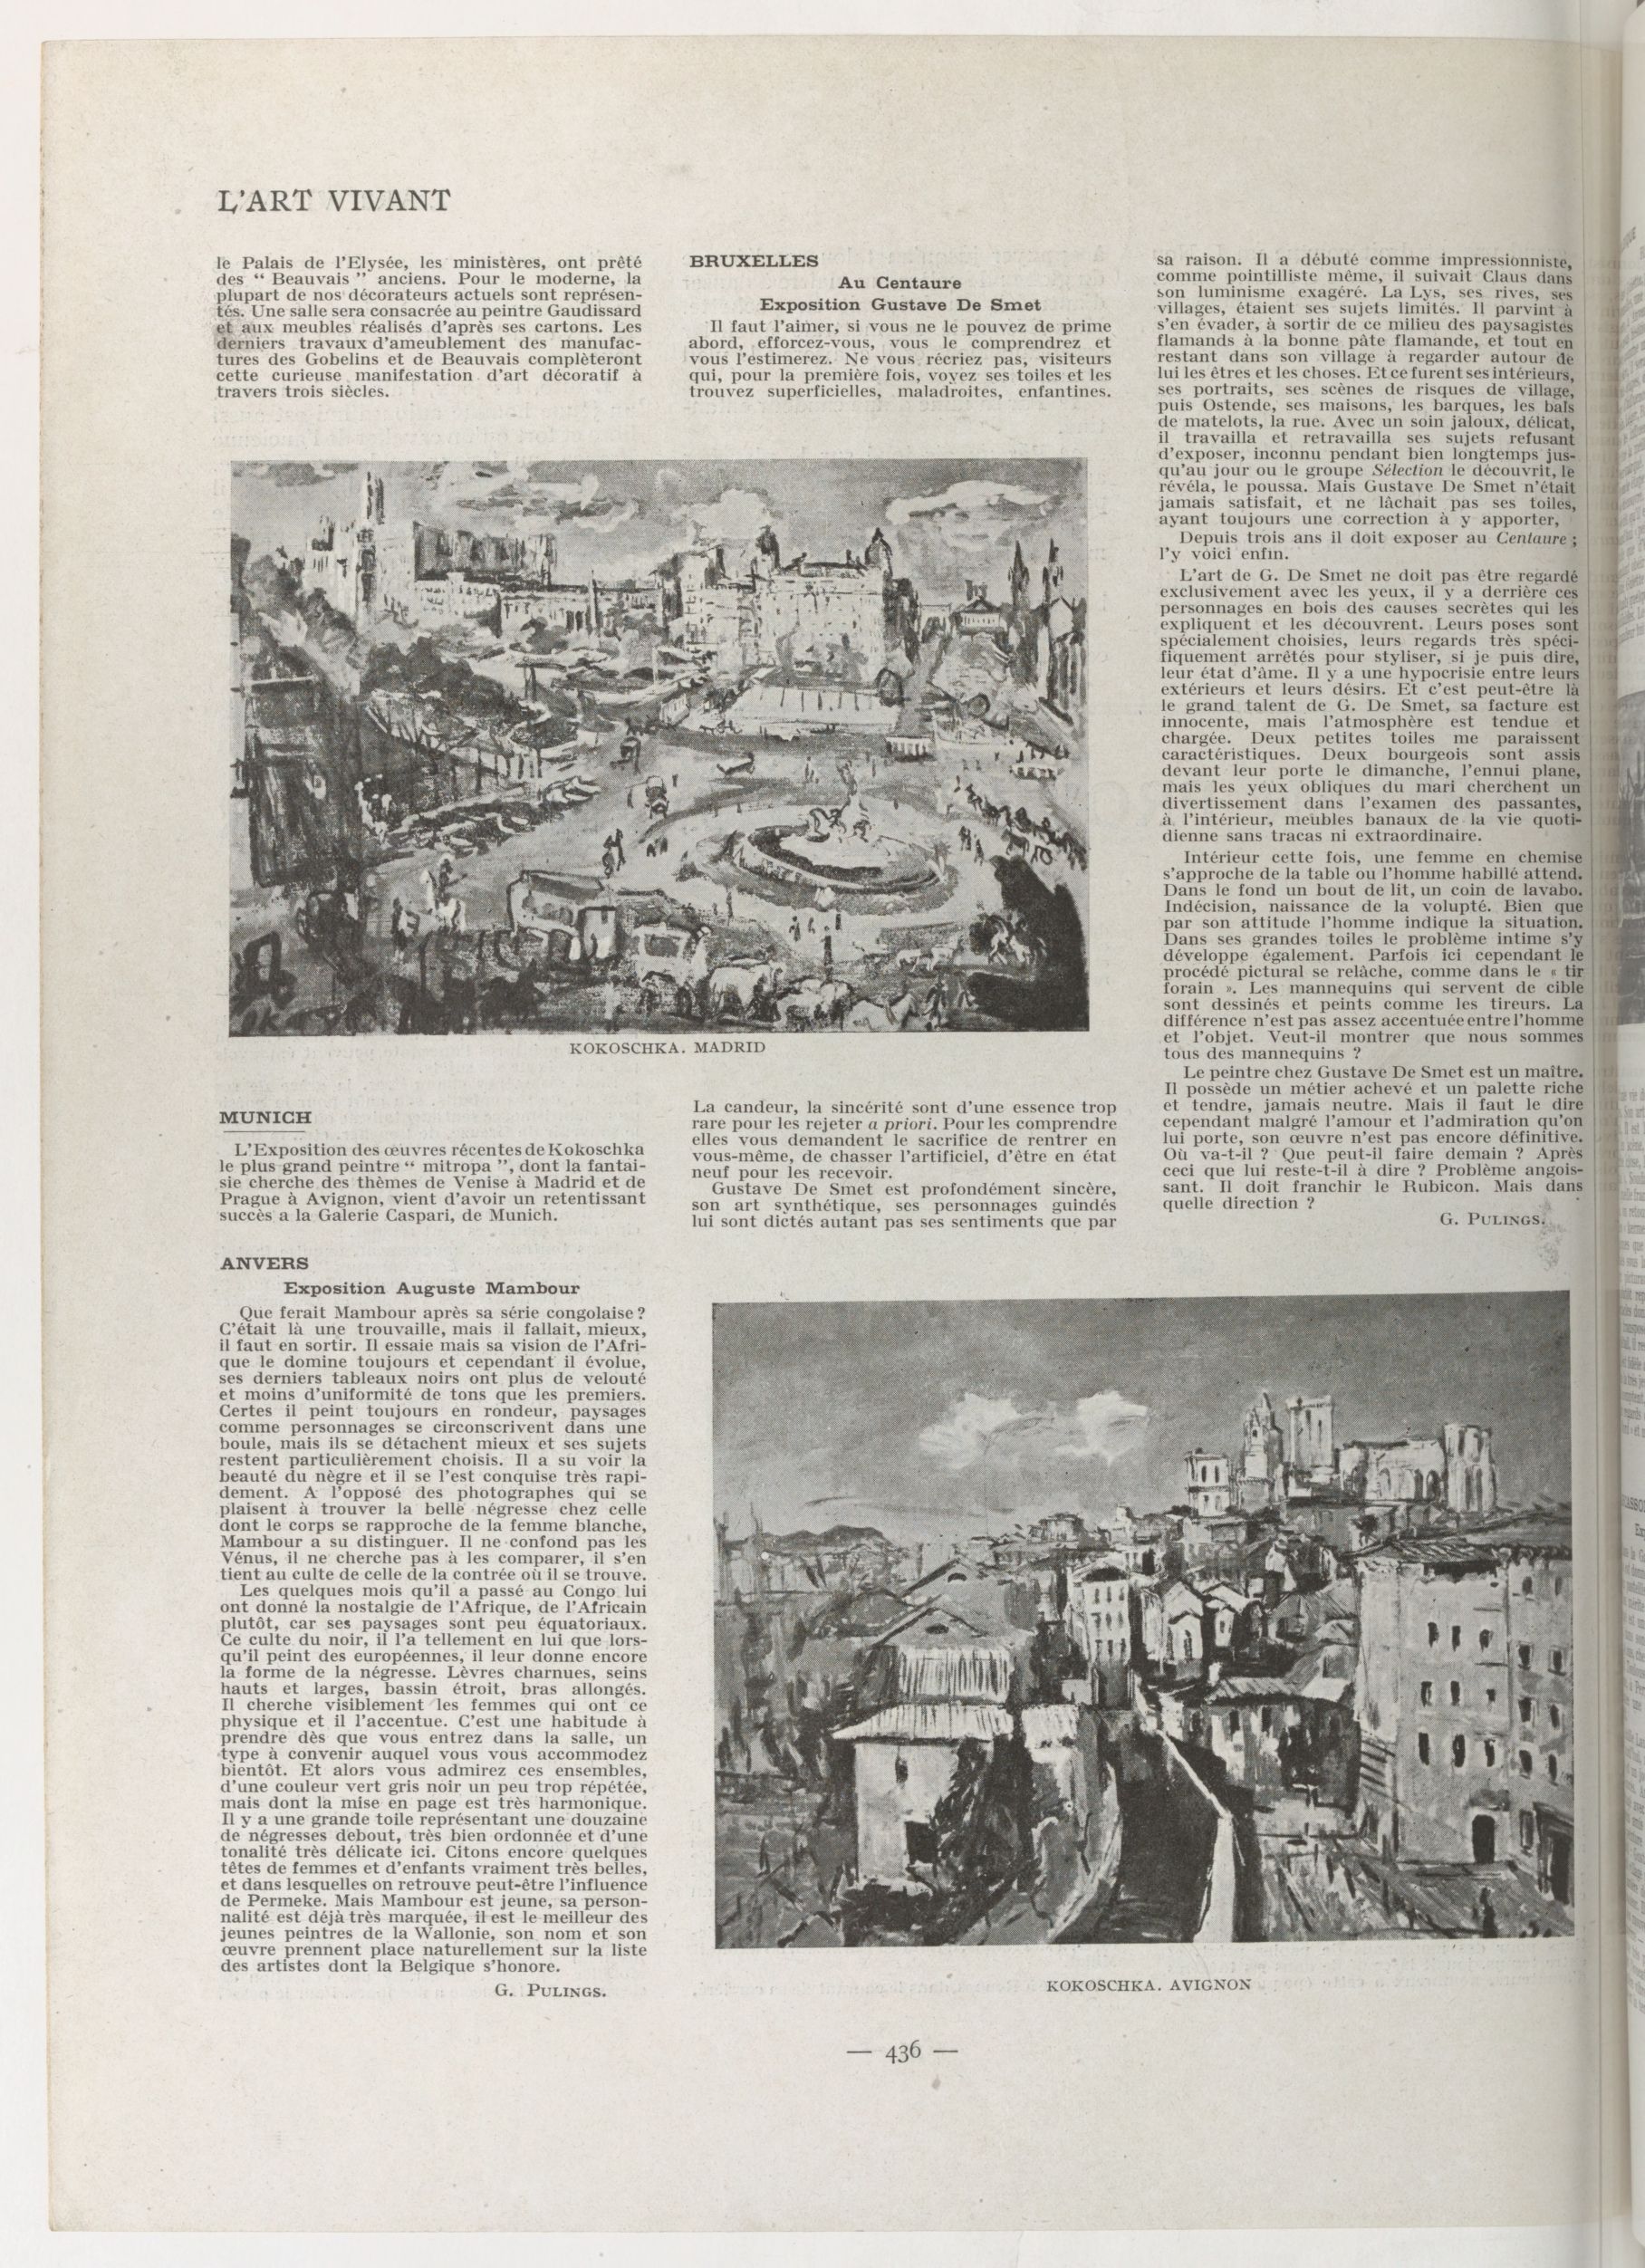 L'ART VIVANT
le Palais de l'Elysée, les ministères, ont prêté
des “ Beauvais ” anciens. Pour le moderne, la
plupart de nos décorateurs actuels sont représen-
tés. Une salle sera consacrée au peintre Gaudissard
et aux meubles réalisés d'après ses cartons. Les
derniers travaux d'ameublement des manufac-
tures des Gobelins et de Beauvais complèteront
cette curieuse manifestation d'art décoratif à
travers trois siècles.
KOKOSCHKA. MADRID
MUNICH
L'Exposition des œuvres récentes de Kokoschka
le plus grand peintre “ mitropa ”, dont la fantai-
sie cherche des thèmes de Venise à Madrid et de
Prague à Avignon, vient d'avoir un retentissant
succès a la Galerie Caspari, de Munich.
ANVERS
Exposition Auguste Mambour
Que ferait Mambour après sa série congolaise ?
C'était là une trouvaille, mais il fallait, mieux,
il faut en sortir. Il essaie mais sa vision de l'Afri-
que le domine toujours et cependant il évolue,
ses derniers tableaux noirs ont plus de velouté
et moins d'uniformité de tons que les premiers.
Certes il peint toujours en rondeur, paysages
comme personnages se circonscrivent dans une
boule, mais ils se détachent mieux et ses sujets
restent particulièrement choisis. Il a su voir la
beauté du nègre et il se l'est conquise très rapi-
dement. A l'opposé des photographes qui se
plaisent à trouver la belle négresse chez celle
dont le corps se rapproche de la femme blanche,
Mambour a su distinguer. Il ne confond pas les
Vénus, il ne cherche pas à les comparer, il s'en
tient au culte de celle de la contrée où il se trouve.
Les quelques mois qu'il a passé au Congo lui
ont donné la nostalgie de l'Afrique, de l'Africain
plutôt, car ses paysages sont peu équatoriaux.
Ce culte du noir, il l'a tellement en lui que lors-
qu'il peint des européennes, il leur donne encore
la forme de la négresse. Lèvres charnues, seins
hauts et larges, bassin étroit, bras allongés.
Il cherche visiblement les femmes qui ont ce
physique et il l'accentue. C'est une habitude à
prendre dès que vous entrez dans la salle, un
type à convenir auquel vous vous accommodez
bientôt. Et alors vous admirez ces ensembles,
d'une couleur vert gris noir un peu trop répétée,
mais dont la mise en page est très harmonique.
Il y a une grande toile représentant une douzaine
de négresses debout, très bien ordonnée et d'une
tonalité très délicate ici. Citons encore quelques
têtes de femmes et d'enfants vraiment très belles,
et dans lesquelles on retrouve peut-être l'influence
de Permeke. Mais Mambour est jeune, sa person-
nalité est déjà très marquée, il est le meilleur des
jeunes peintres de la Wallonie, son nom et son
œuvre prennent place naturellement sur la liste
des artistes dont la Belgique s'honore.
G. PULINGS.
BRUXELLES
Au Centaure
Exposition Gustave De Smet
Il faut l'aimer, si vous ne le pouvez de prime
abord, efforcez-vous, vous le comprendrez et
vous l'estimerez. Ne vous récriez pas, visiteurs
qui, pour la première fois, voyez ses toiles et les
trouvez superficielles, maladroites, enfantines.
La candeur, la sincérité sont d'une essence trop
rare pour les rejeter a priori. Pour les comprendre
elles vous demandent le sacrifice de rentrer en
vous-même, de chasser l'artificiel, d'être en état
neuf pour les recevoir.
Gustave De Smet est profondément sincère,
son art synthétique, ses personnages guindés
lui sont dictés autant pas ses sentiments que par
sa raison. Il a débuté comme impressionniste,
comme pointilliste même, il suivait Claus dans
son luminisme exagéré. La Lys, ses rives, ses
villages, étaient ses sujets limités. Il parvint à
s'en évader, à sortir de ce milieu des paysagistes
flamands à la bonne pâte flamande, et tout en
restant dans son village à regarder autour de
lui les êtres et les choses. Et ce furent ses intérieurs,
ses portraits, ses scènes de risques de village,
puis Ostende, ses maisons, les barques, les bals
de matelots, la rue. Avec un soin jaloux, délicat,
il travailla et retravailla ses sujets refusant
d'exposer, inconnu pendant bien longtemps jus-
qu'au jour ou le groupe Sélection le découvrit, le
révéla, le poussa. Mais Gustave De Smet n'était
jamais satisfait, et ne lâchait pas ses toiles,
ayant toujours une correction à y apporter,
Depuis trois ans il doit exposer au Centaure ;
l'y voici enfin.
L'art de G. De Smet ne doit pas être regardé
exclusivement avec les yeux, il y a derrière ces
personnages en bois des causes secrètes qui les
expliquent et les découvrent. Leurs poses sont
spécialement choisies, leurs regards très spéci-
fiquement arrêtés pour styliser, si je puis dire,
leur état d'âme. Il y a une hypocrisie entre leurs
extérieurs et leurs désirs. Et c'est peut-être là
le grand talent de G. De Smet, sa facture est
innocente, mais l'atmosphère est tendue et
chargée. Deux petites toiles me paraissent
caractéristiques. Deux bourgeois sont assis
devant leur porte le dimanche, l'ennui plane,
mais les yeux obliques du mari cherchent un
divertissement dans l'examen des passantes,
à l'intérieur, meubles banaux de la vie quoti-
dienne sans tracas ni extraordinaire.
Intérieur cette fois, une femme en chemise
s'approche de la table ou l'homme habillé attend.
Dans le fond un bout de lit, un coin de lavabo.
Indécision, naissance de la volupté. Bien que
par son attitude l'homme indique la situation.
Dans ses grandes toiles le problème intime s'y
développe également. Parfois ici cependant le
procédé pictural se relâche, comme dans le « tir
forain ». Les mannequins qui servent de cible
sont dessinés et peints comme les tireurs. La
différence n'est pas assez accentuée entre l'homme
et l'objet. Veut-il montrer que nous sommes
tous des mannequins ?
Le peintre chez Gustave De Smet est un maître.
Il possède un métier achevé et un palette riche
et tendre, jamais neutre. Mais il faut le dire
cependant malgré l'amour et l'admiration qu'on
lui porte, son œuvre n'est pas encore définitive.
Où va-t-il ? Que peut-il faire demain ? Après
ceci que lui reste-t-il à dire ? Problème angois-
sant. Il doit franchir le Rubicon. Mais dans
quelle direction ?
G. PULINGS.
KOKOSCHKA. AVIGNON
— 436 —